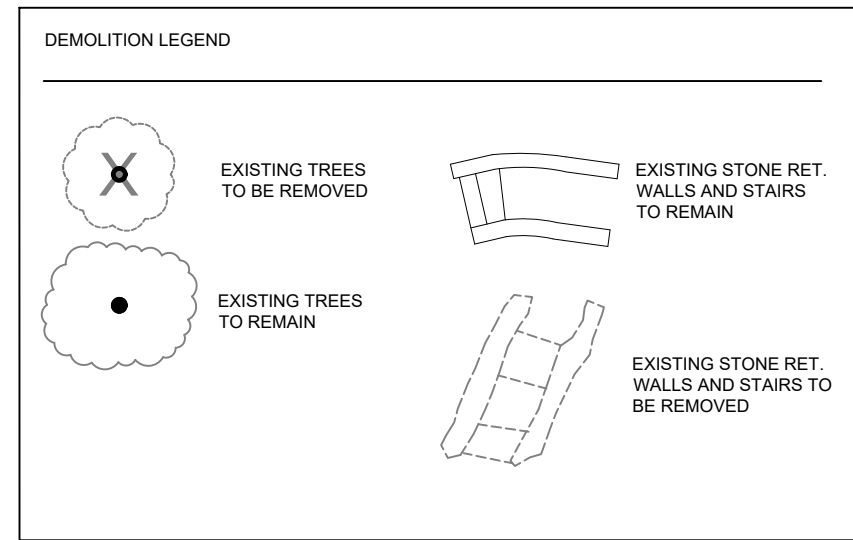 DEMOLITION LEGEND
EXISTING TREES
TO BE REMOVED
EXISTING TREES
TO REMAIN
EXISTING STONE RET.
WALLS AND STAIRS
TO REMAIN
EXISTING STONE RET.
WALLS AND STAIRS TO
BE REMOVED